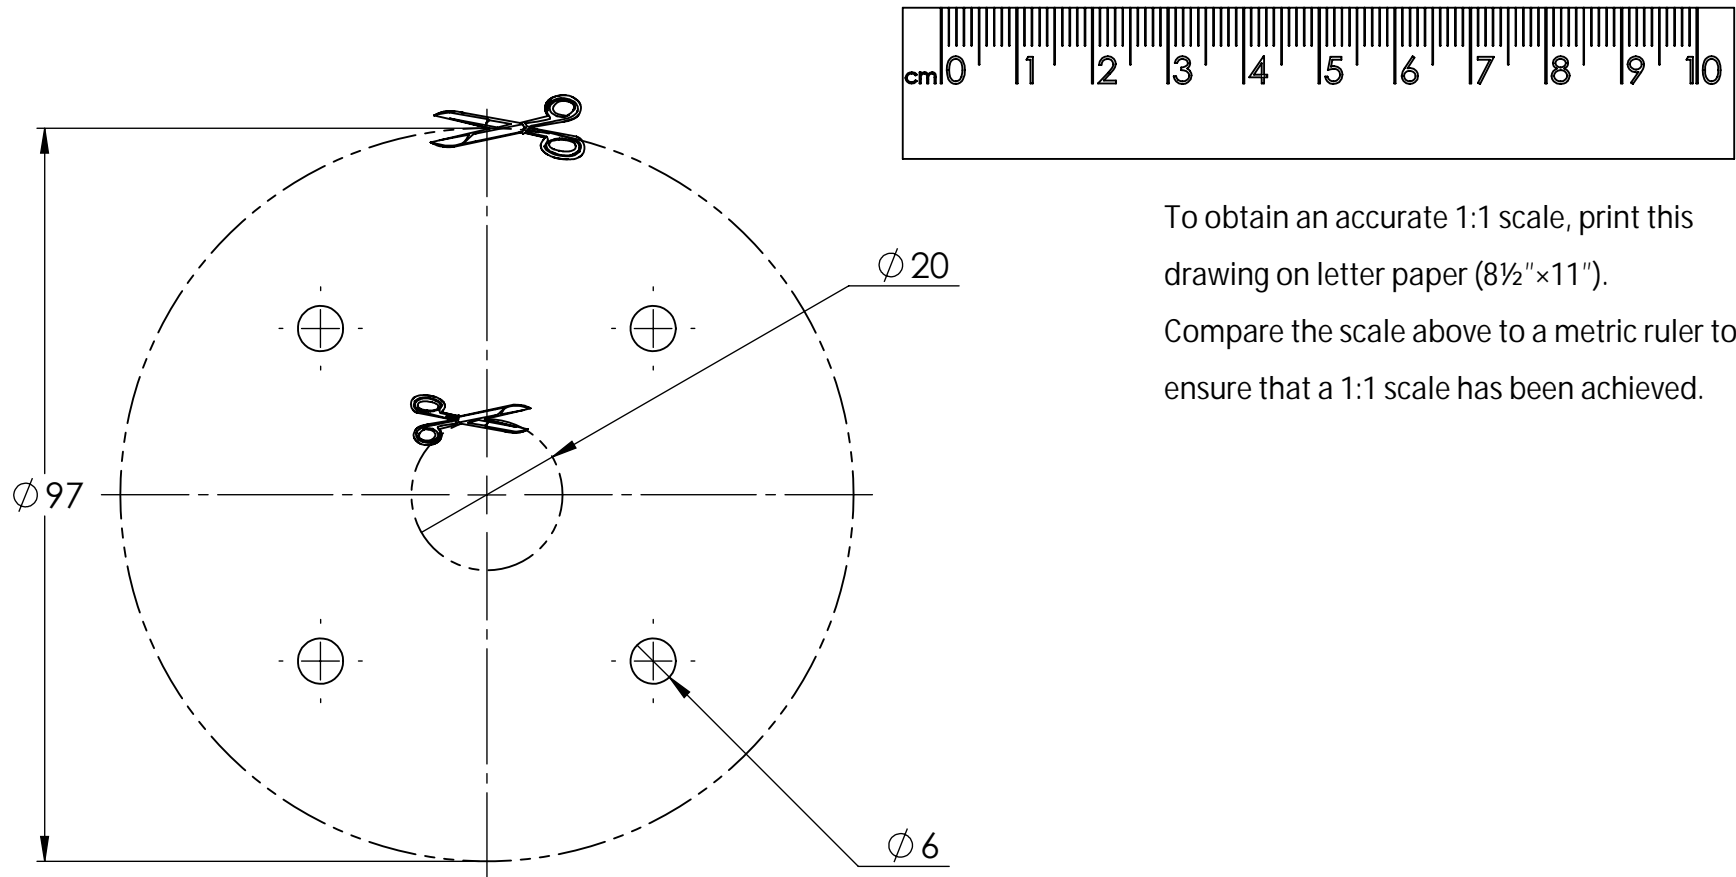 cm 0 1 2 3 4 5 6 7 8 9 10
To obtain an accurate 1:1 scale, print this
drawing on letter paper (8½"×11").
Compare the scale above to a metric ruler to
ensure that a 1:1 scale has been achieved.
∅20
∅97
∅6